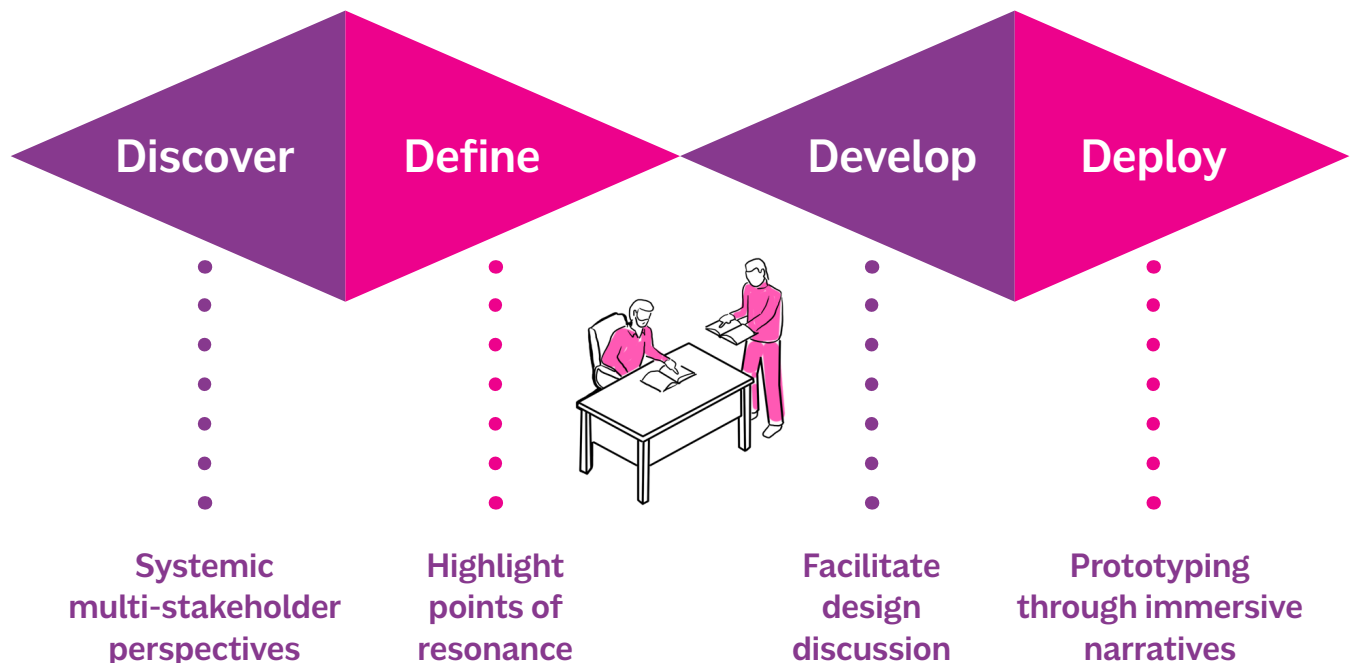 Discover
Define
Develop
Deploy
Systemic
multi-stakeholder
perspectives
Highlight
points of
resonance
Facilitate
design
discussion
Prototyping
through immersive
narratives